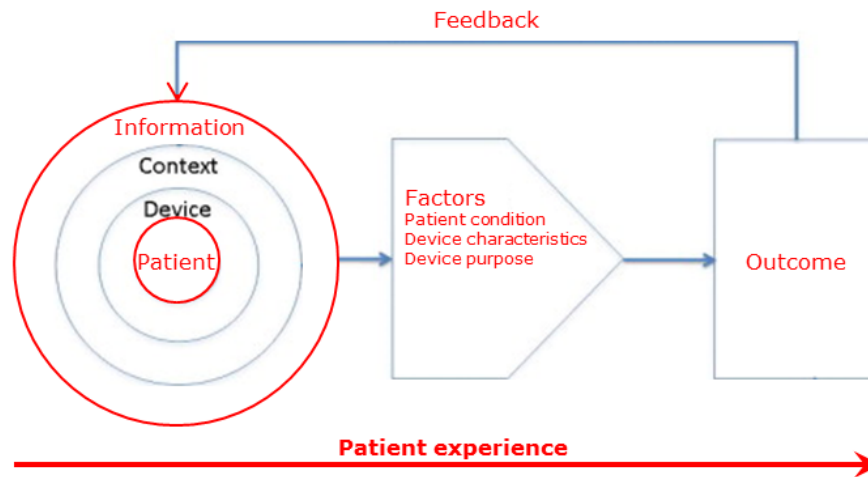 Feedback
Information
Context
Device
Patient
Factors
Patient condition
Device characteristics
Device purpose
Outcome
Patient experience